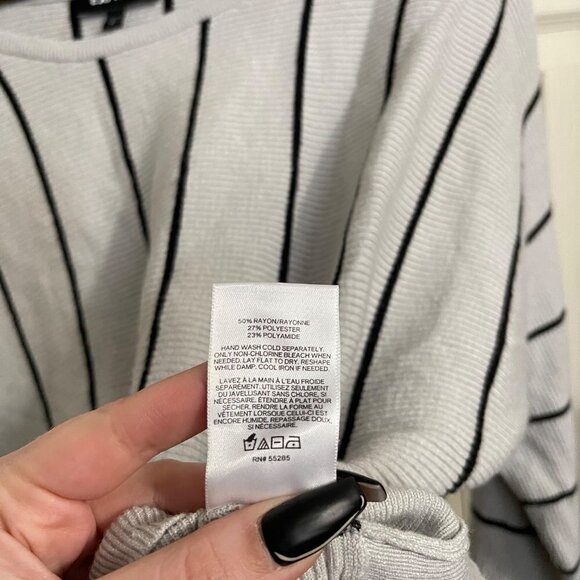 50% RAYON/RAYONNE
27% POLYESTER
23% POLYAMIDE
HAND WASH COLD SEPARATELY.
ONLY NON-CHLORINE BLEACH WHEN
NEEDED. LAY FLAT TO DRY. RESHAPE
WHILE DAMP. COOL IRON IF NEEDED.
LAVEZ À LA MAIN À L'EAU FROIDE
SÉPARÉMENT. UTILISEZ SEULEMENT
DU JAVELLISANT SANS CHLORE, SI
NÉCESSAIRE. ÉTENDRE À PLAT POUR
SÉCHER. RENDRE LA FORME AU
VÊTEMENT LORSQUE CELUI-CI EST
ENCORE HUMIDE, REPASSAGE DOUX,
SI NÉCESSAIRE.
RN# 55285